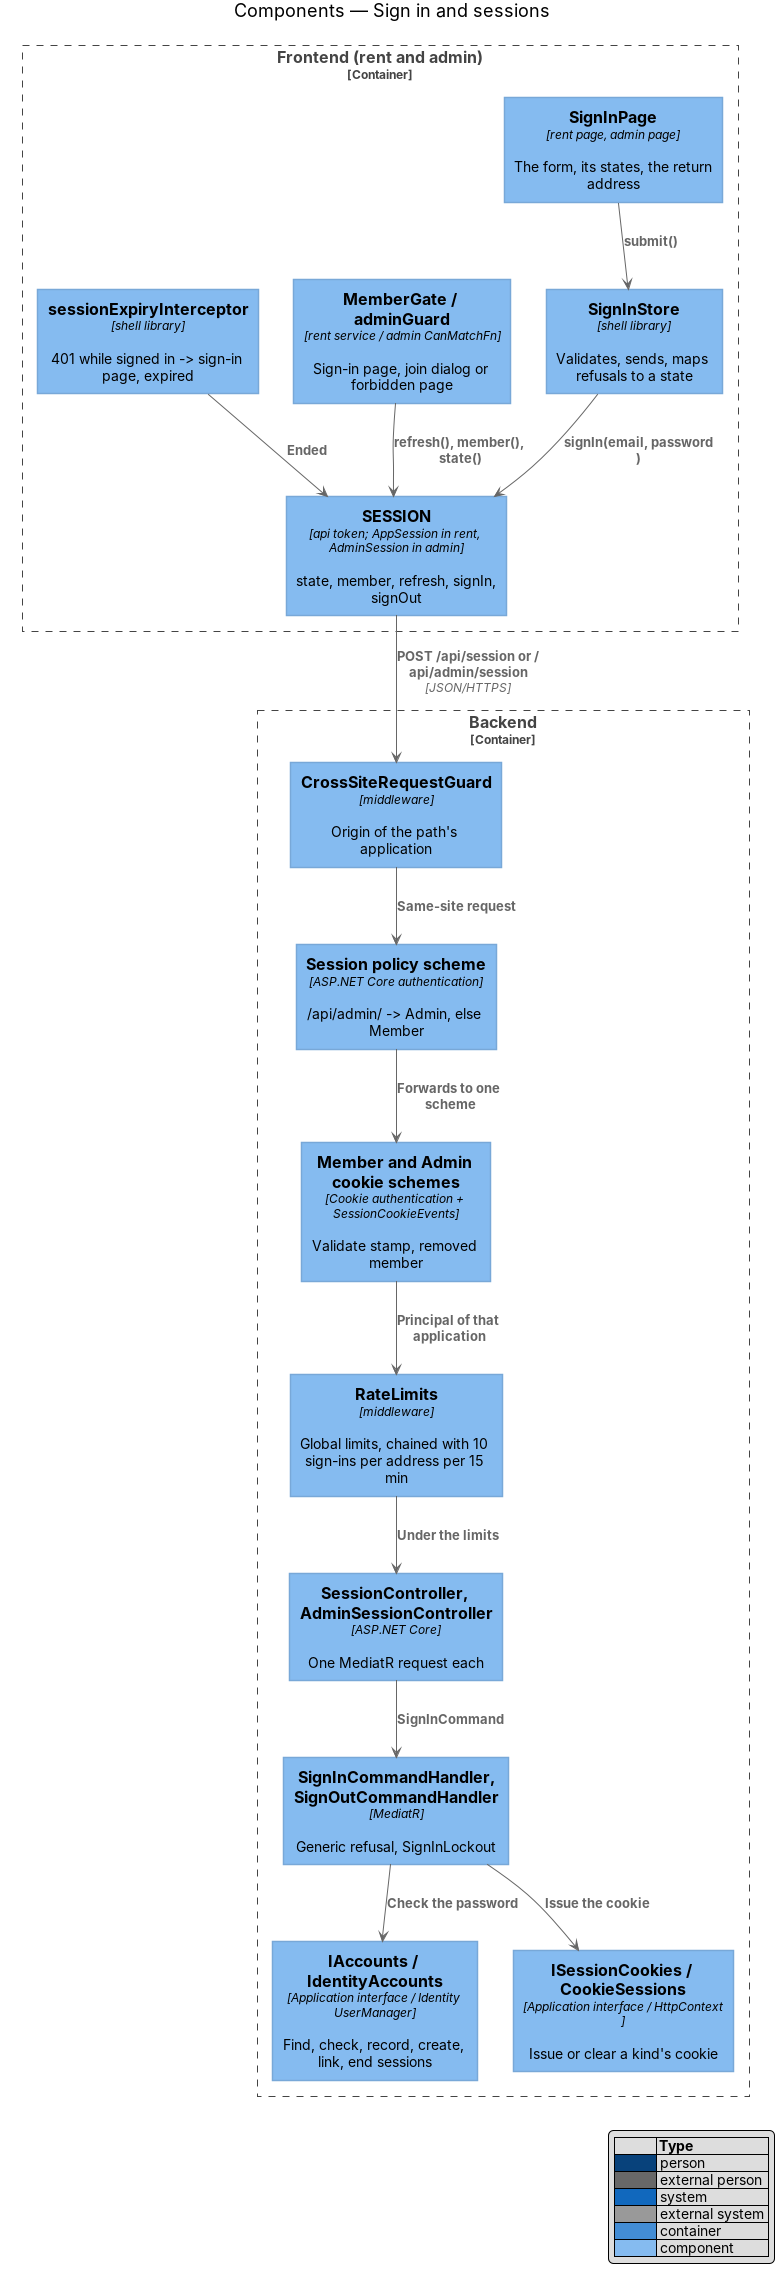 Components — Sign in and sessions
Frontend (rent and admin)
[Container]
SignInPage
[rent page, admin page]
The form, its states, the return
address
submit()
sessionExpiryInterceptor
[shell library]
401 while signed in -> sign-in
page, expired
MemberGate /
adminGuard
[rent service / admin CanMatchFn]
Sign-in page, join dialog or
forbidden page
SignInStore
[shell library]
Validates, sends, maps
refusals to a state
Ended
refresh(), member(),
state()
signIn(email, password
)
SESSION
[api token; AppSession in rent,
AdminSession in admin]
state, member, refresh, signIn,
signOut
POST /api/session or /
api/admin/session
[JSON/HTTPS]
Backend
[Container]
CrossSiteRequestGuard
[middleware]
Origin of the path's
application
Same-site request
Session policy scheme
[ASP.NET Core authentication]
/api/admin/ -> Admin, else
Member
Forwards to one
scheme
Member and Admin
cookie schemes
[Cookie authentication +
SessionCookieEvents]
Validate stamp, removed
member
Principal of that
application
RateLimits
[middleware]
Global limits, chained with 10
sign-ins per address per 15
min
Under the limits
SessionController,
AdminSessionController
[ASP.NET Core]
One MediatR request each
SignInCommand
SignInCommandHandler,
SignOutCommandHandler
[MediatR]
Generic refusal, SignInLockout
Check the password
Issue the cookie
IAccounts /
IdentityAccounts
[Application interface / Identity
UserManager]
Find, check, record, create,
link, end sessions
ISessionCookies /
CookieSessions
[Application interface / HttpContext
]
Issue or clear a kind's cookie
Type
person
external person
system
external system
container
component